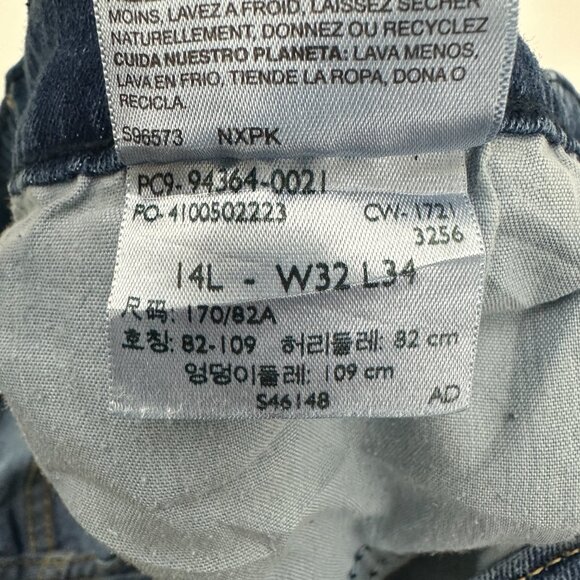 MOINS, LAVEZ A FROID, LAISSEZ SÉCHER
NATURELLEMENT, DONNEZ OU RECYCLEZ
CUIDA NUESTRO PLANETA: LAVA MENOS,
LAVA EN FRIO, TIENDE LA ROPA, DONA O
RECICLA.
S96573 NXPK
PC9-94364-0021
PO-4100502223 CW-1721
3256
14L - W32 L34
尺码: 170/82A
호칭: 82-109 허리둘레: 82 cm
엉덩이둘레: 109 cm
S46148 AD